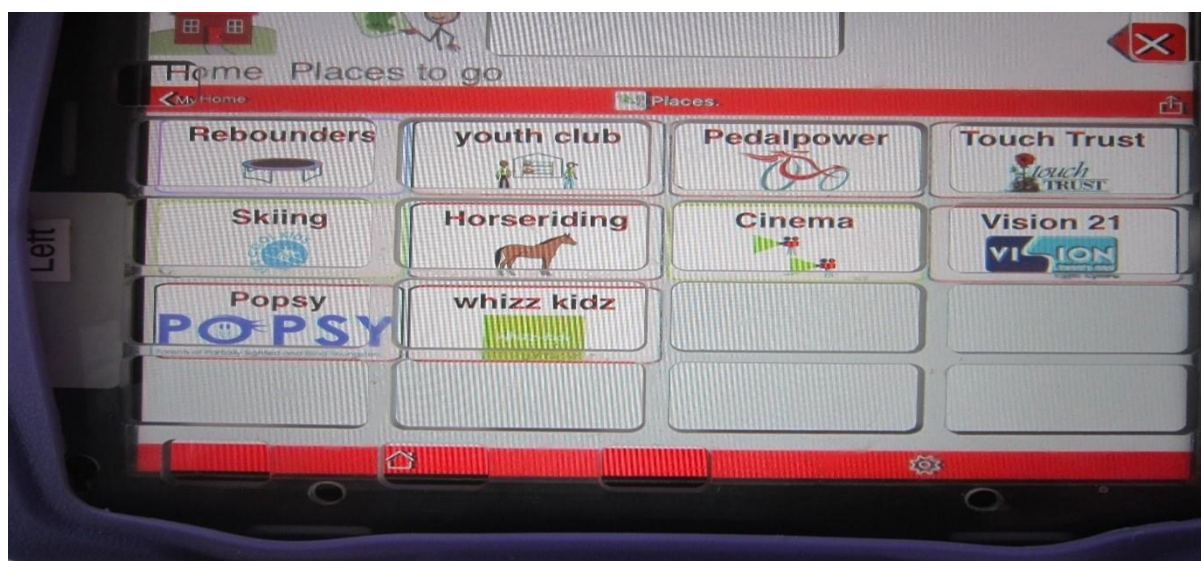 Home Places to go
My Home
Places.
Rebounders
youth club
Pedalpower
Touch Trust
touch
TRUST
Skiing
Horseriding
Cinema
Vision 21
VISION
Popsy
whizz kidz
POPSY
Left